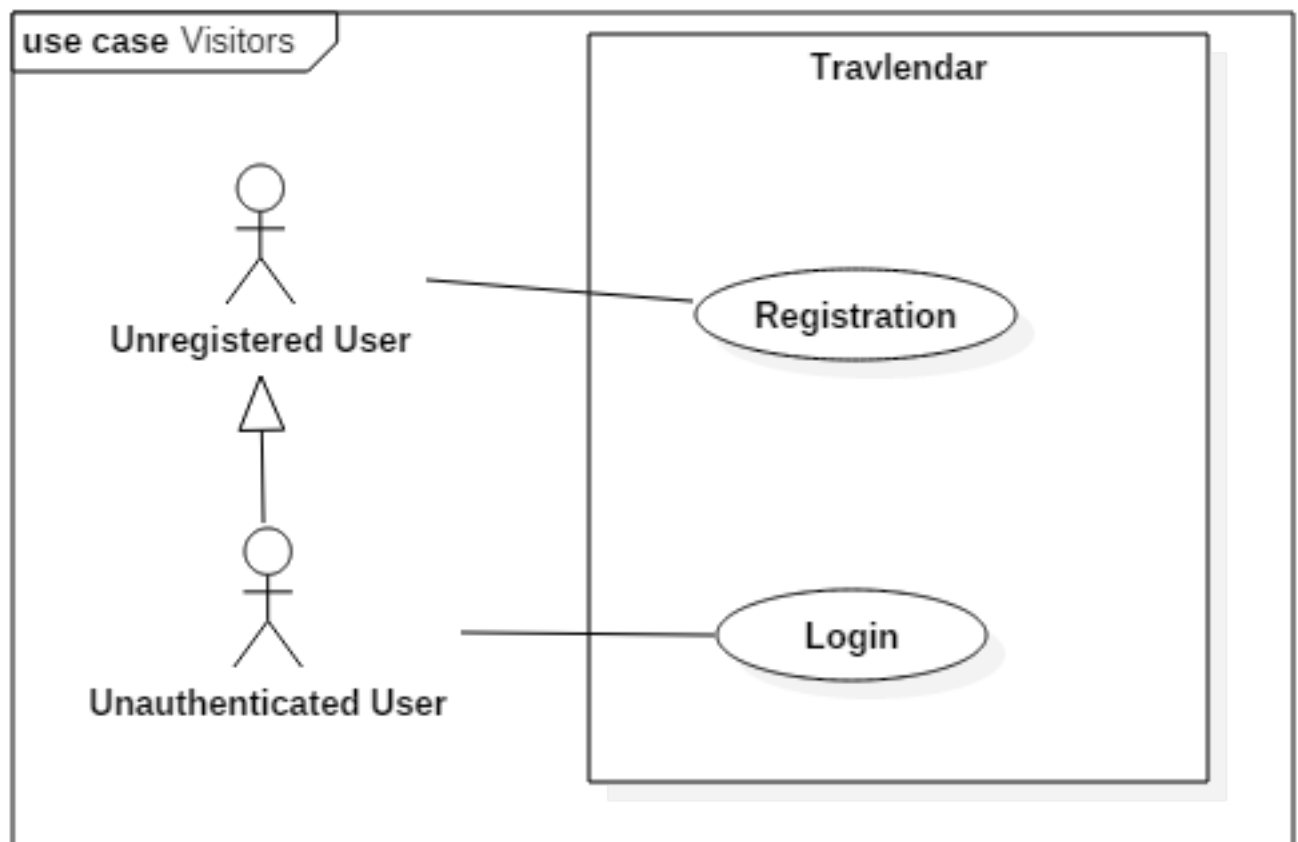 use case Visitors
Travlendar
Unregistered User
Registration
Unauthenticated User
Login